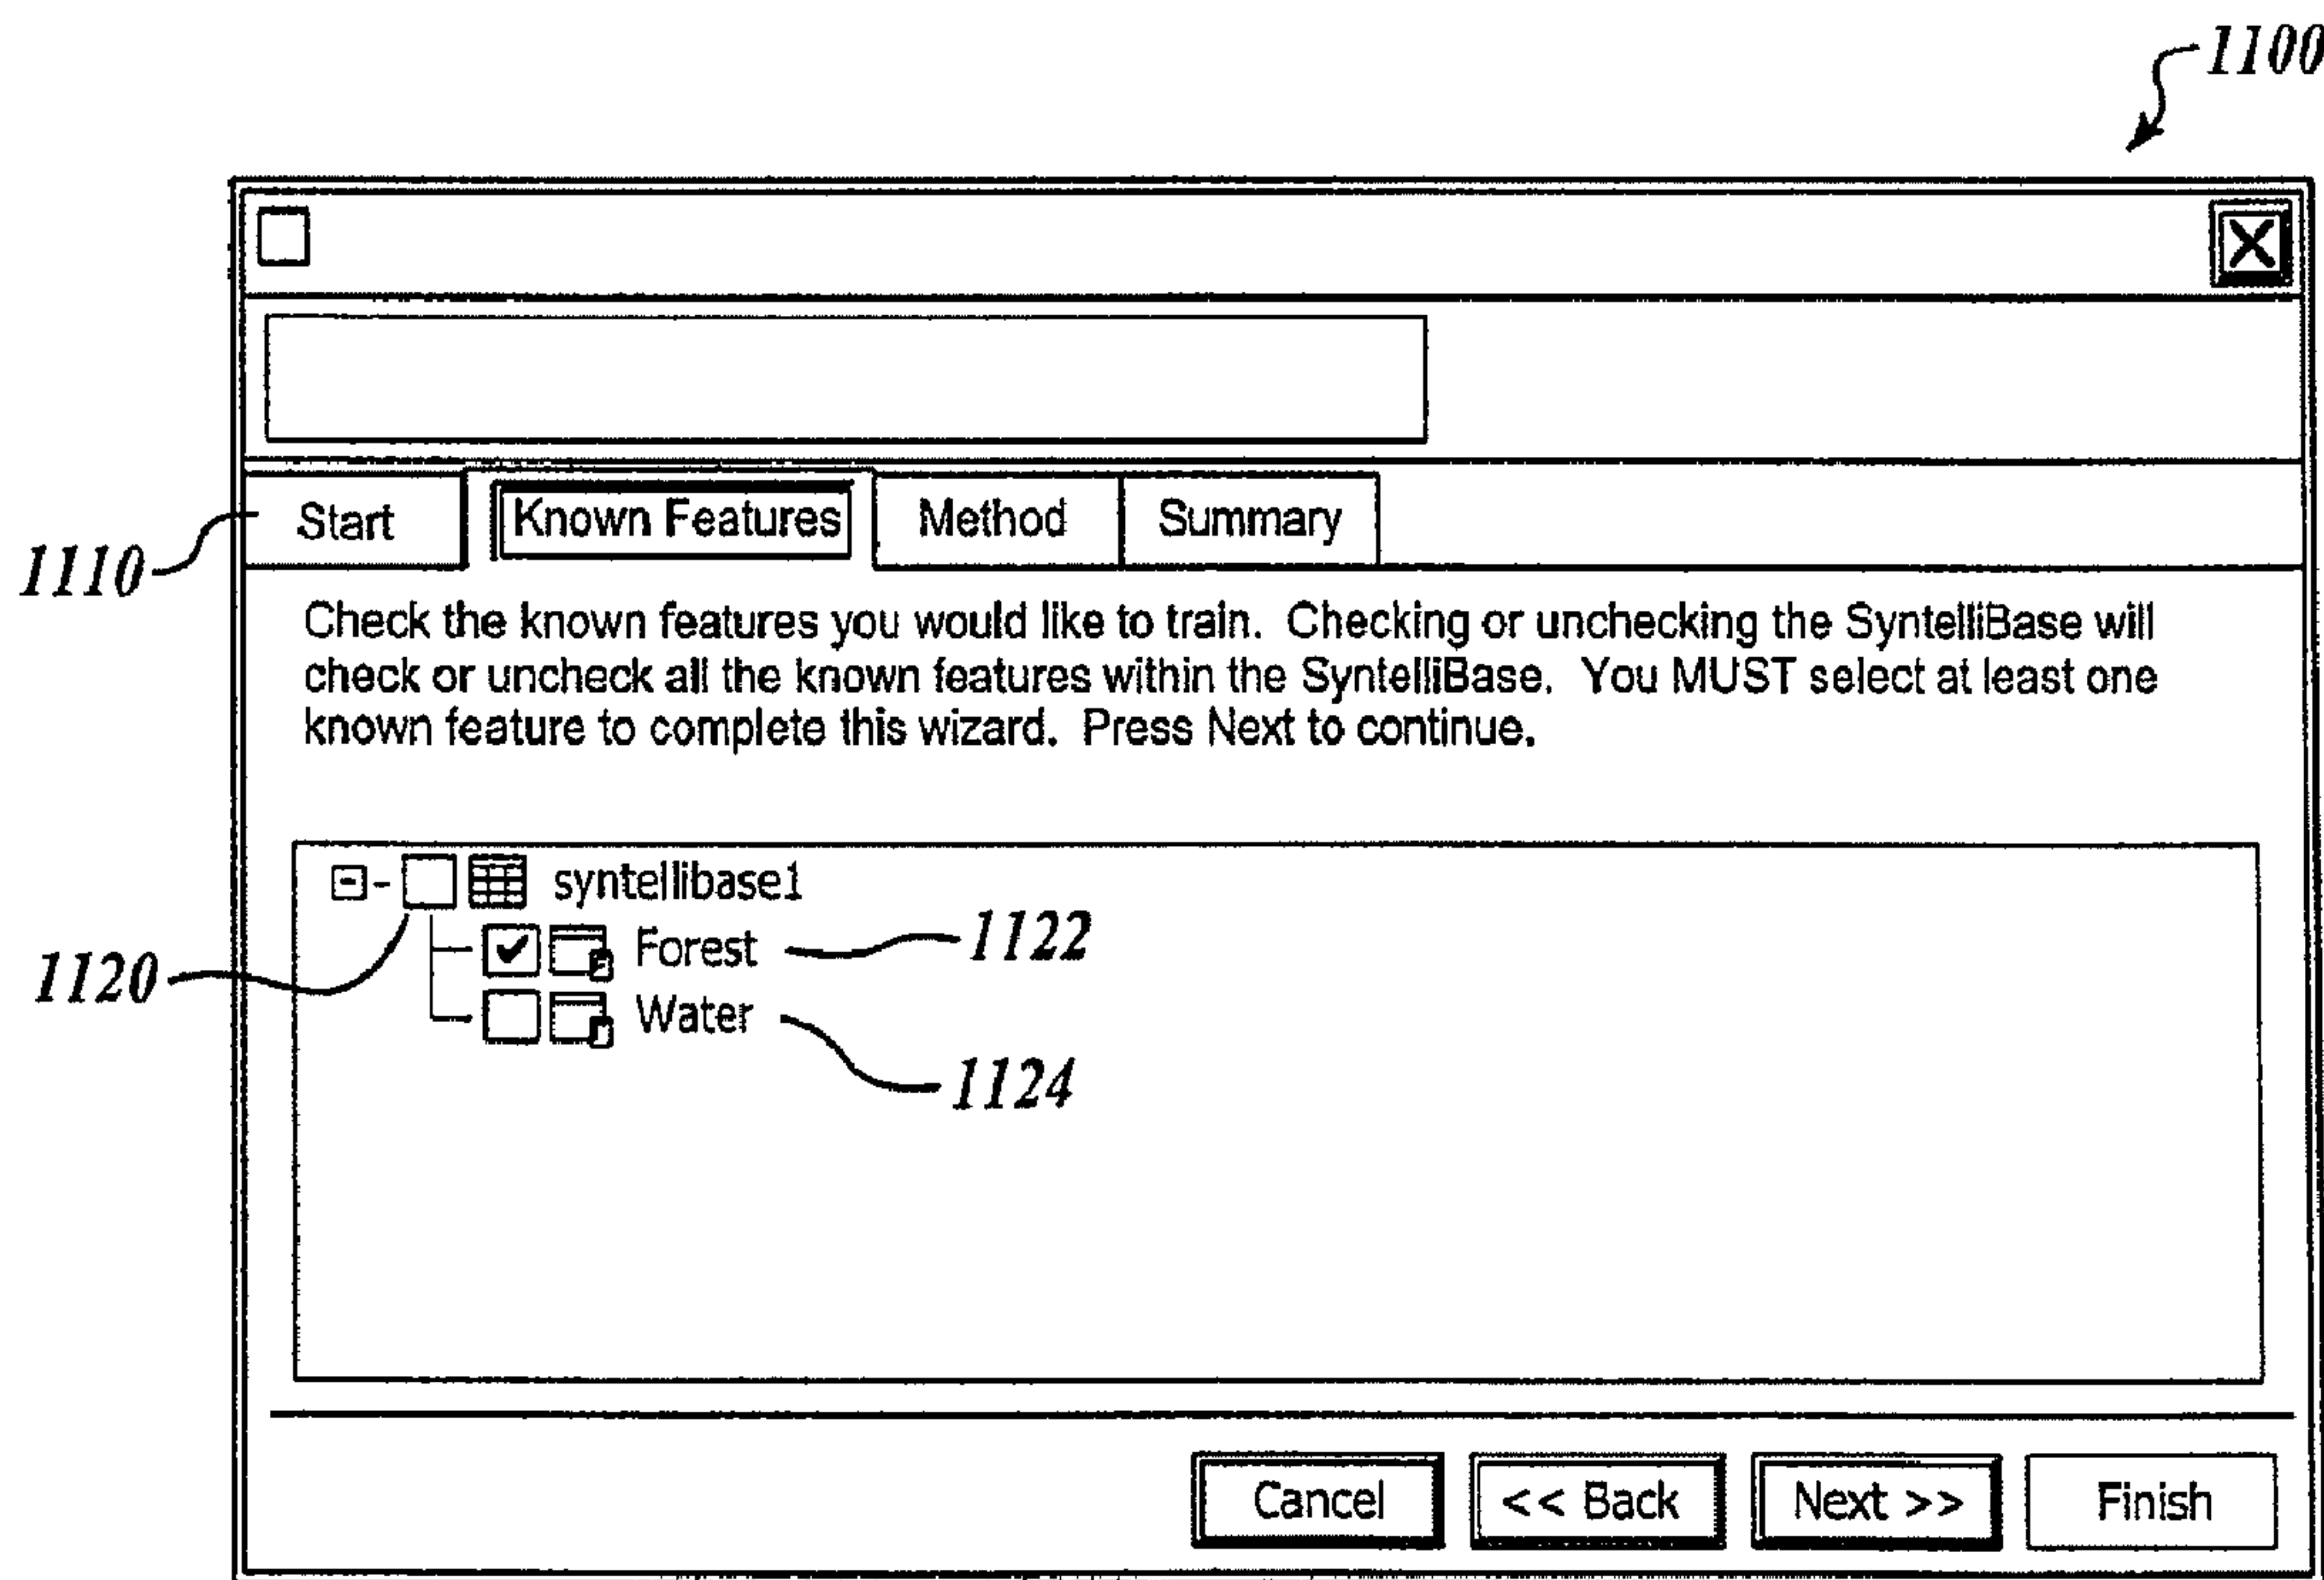 1100
Start Known Features Method Summary
1110
Check the known features you would like to train. Checking or unchecking the SyntelliBase will
check or uncheck all the known features within the SyntelliBase. You MUST select at least one
known feature to complete this wizard. Press Next to continue.
syntellibase1
Forest 1122
1120
Water
1124
Cancel << Back Next >> Finish